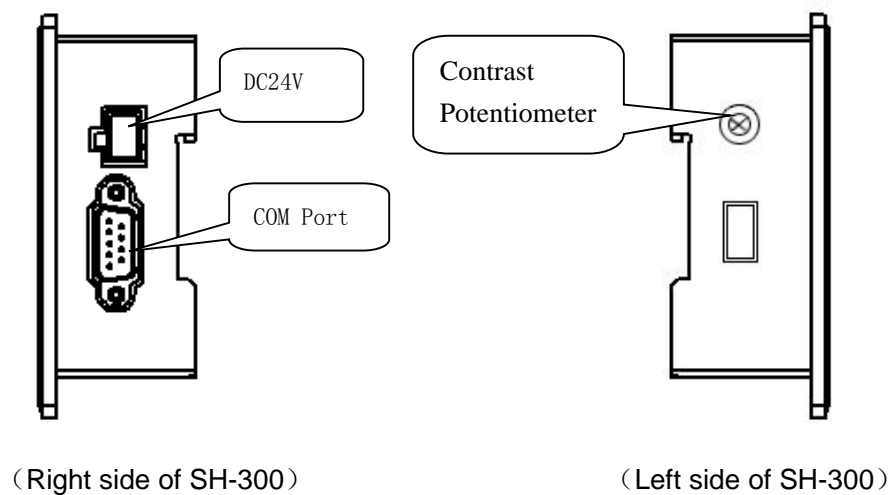 DC24V
COM Port
Contrast
Potentiometer
（Right side of SH-300）
（Left side of SH-300）